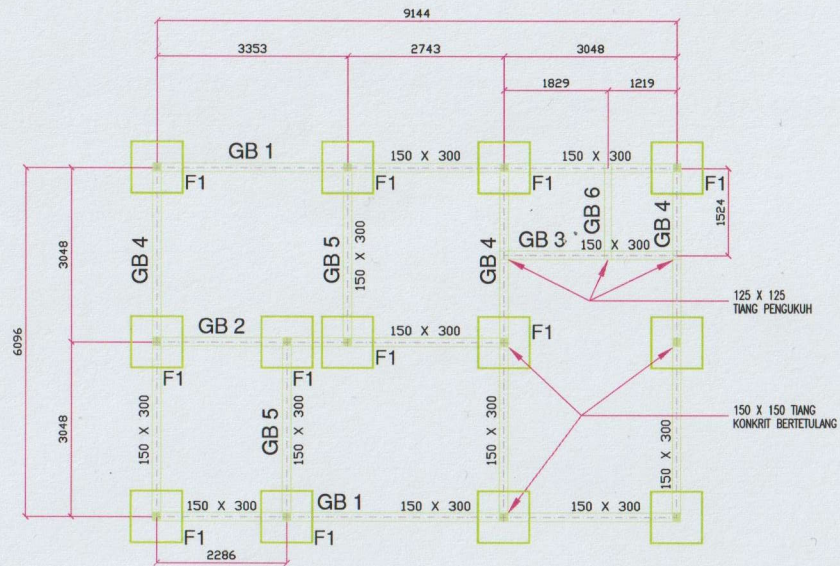 9144
3353
2743
3048
1829
1219
GB 1
150 X 300
150 X 300
F1
F1
F1
F1
3048
GB 4
GB 5
150 X 300
GB 4
GB 6
GB 4
1524
GB 3
150 X 300
125 X 125
TIANG PENGUKUH
6096
GB 2
150 X 300
F1
F1
F1
F1
3048
150 X 300
GB 5
150 X 300
150 X 300
150 X 300
150 X 150 TIANG
KONKRIT BERTETULANG
150 X 300
GB 1
150 X 300
150 X 300
F1
F1
2286